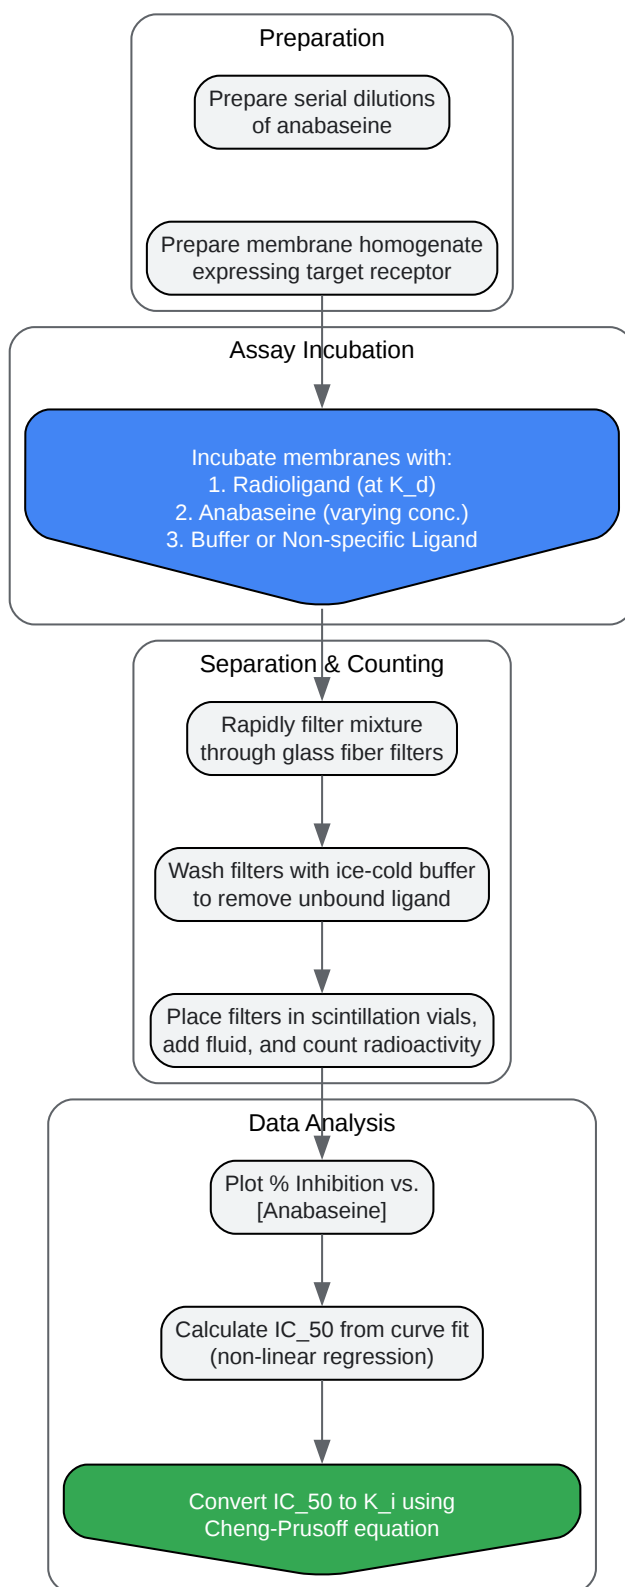 Preparation
Prepare serial dilutions
of anabaseine
Prepare membrane homogenate
expressing target receptor
Assay Incubation
Incubate membranes with:
1. Radioligand (at K_d)
2. Anabaseine (varying conc.)
3. Buffer or Non-specific Ligand
Separation & Counting
Rapidly filter mixture
through glass fiber filters
Wash filters with ice-cold buffer
to remove unbound ligand
Place filters in scintillation vials,
add fluid, and count radioactivity
Data Analysis
Plot % Inhibition vs.
[Anabaseine]
Calculate IC_50 from curve fit
(non-linear regression)
Convert IC_50 to K_i using
Cheng-Prusoff equation